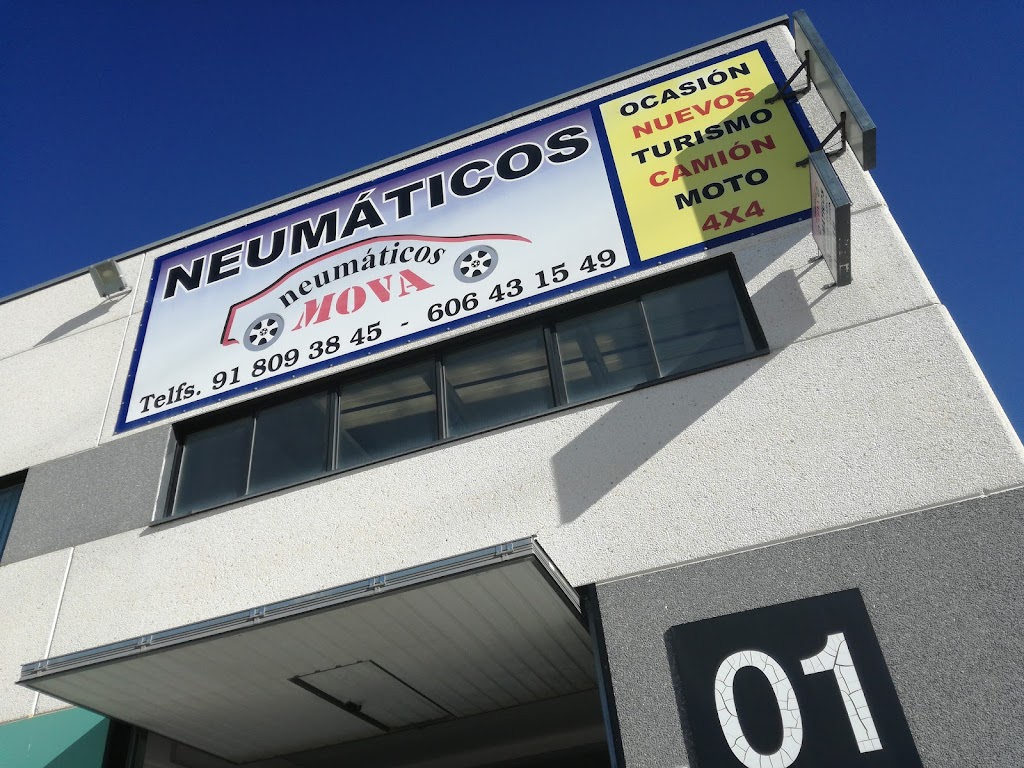 NEUMÁTICOS
neumáticos
MOVA
Telfs. 91 809 38 45 - 606 43 15 49
OCASIÓN
NUEVOS
TURISMO
CAMIÓN
MOTO
4X4
01